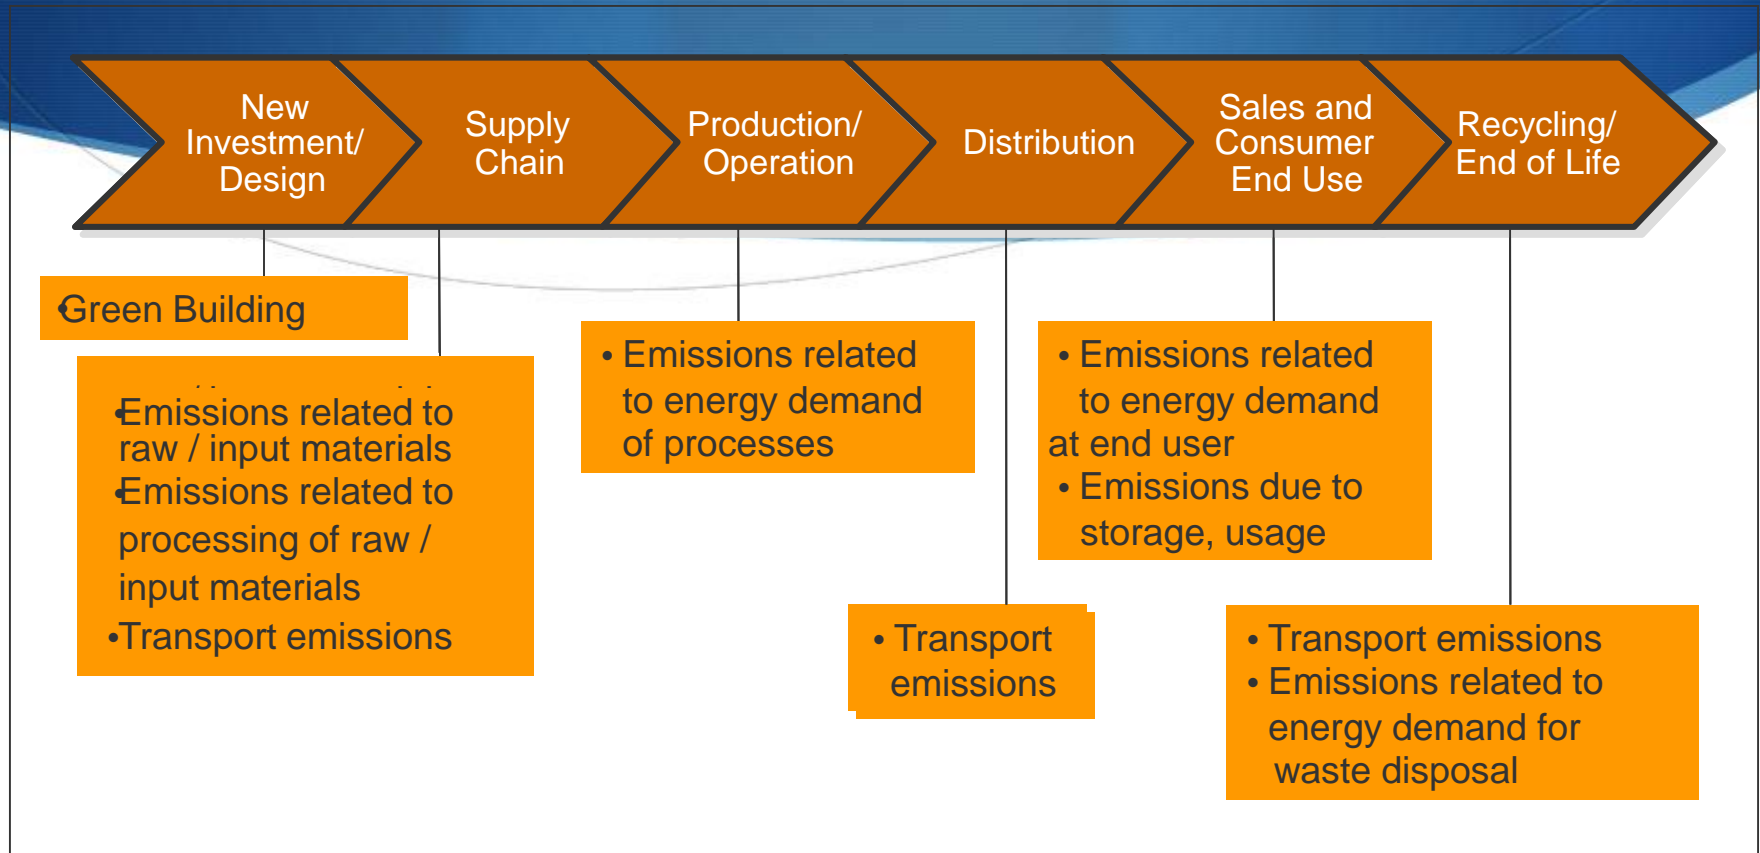 New
Investment/
Design
Supply
Chain
Production/
Operation
Distribution
Sales and
Consumer
End Use
Recycling/
End of Life
•Green Building
•Emissions related to
raw / input materials
•Emissions related to
processing of raw /
input materials
•Transport emissions
• Emissions related
to energy demand
of processes
• Transport
emissions
• Emissions related
to energy demand
at end user
• Emissions due to
storage, usage
• Transport emissions
• Emissions related to
energy demand for
waste disposal